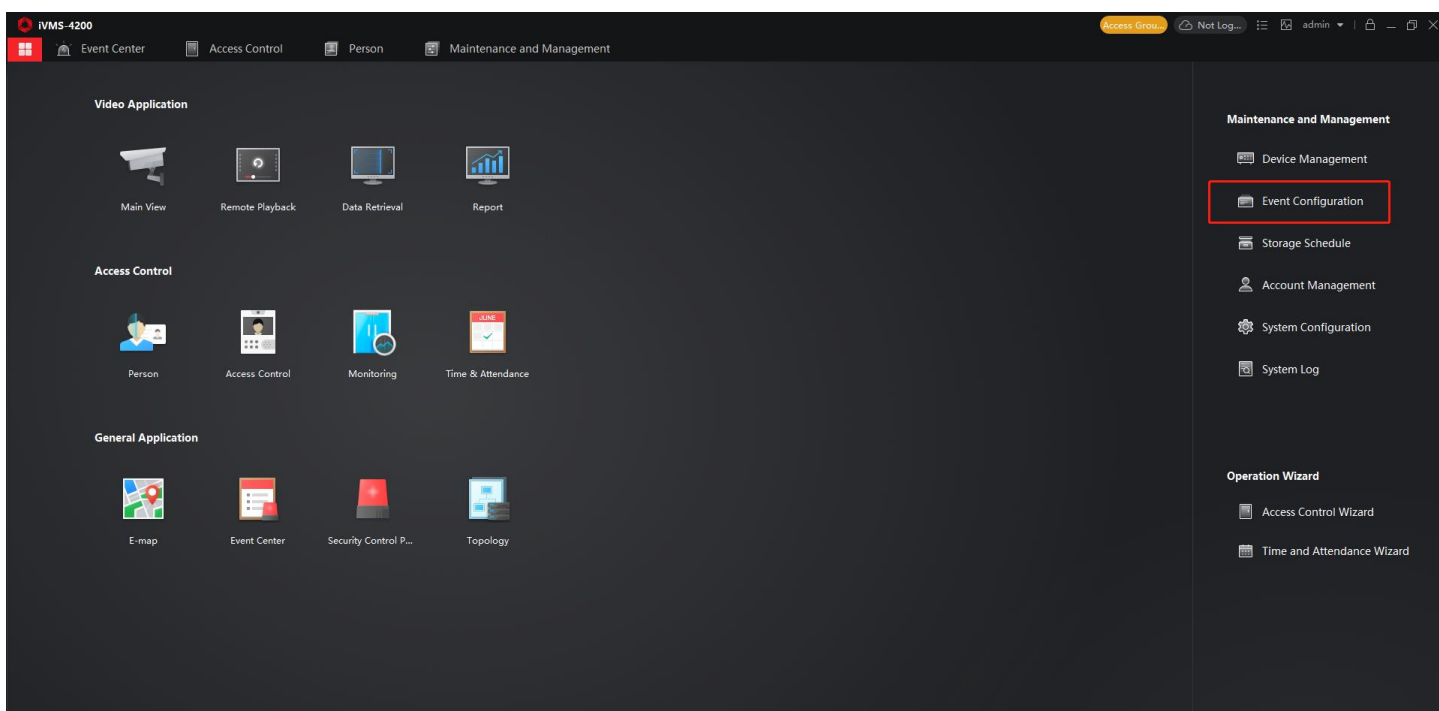 iVMS-4200
Access Grou... Not Log... admin
Event Center Access Control Person Maintenance and Management
Video Application
Main View Remote Playback Data Retrieval Report
Access Control
JUNE
Person Access Control Monitoring Time & Attendance
General Application
E-map Event Center Security Control P... Topology
Maintenance and Management
Device Management
Event Configuration
Storage Schedule
Account Management
System Configuration
System Log
Operation Wizard
Access Control Wizard
Time and Attendance Wizard